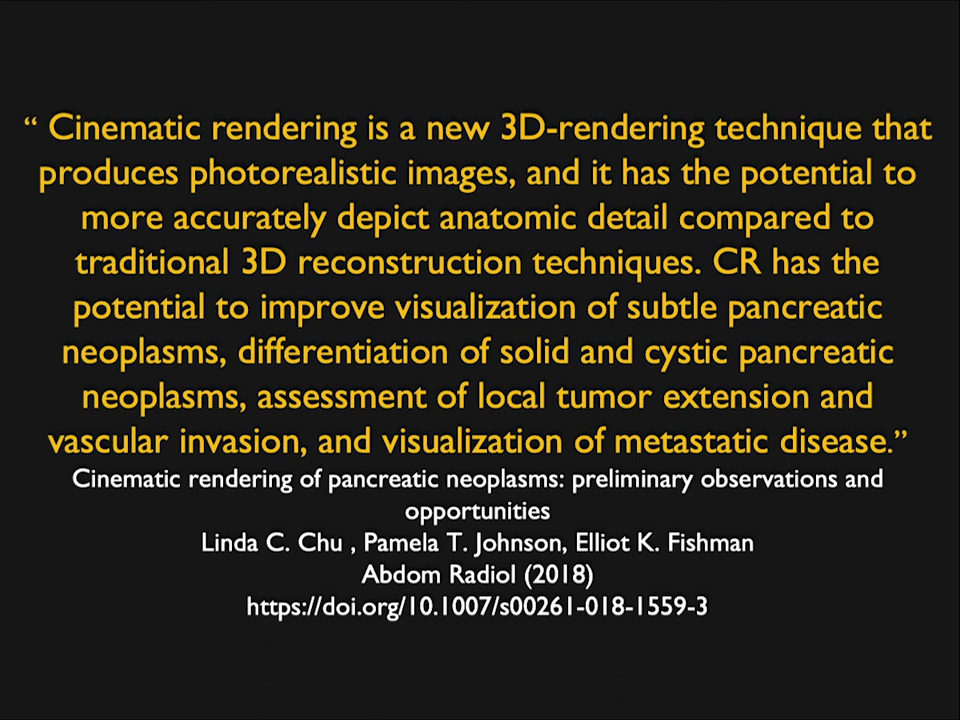 “ Cinematic rendering is a new 3D-rendering technique that
produces photorealistic images, and it has the potential to
more accurately depict anatomic detail compared to
traditional 3D reconstruction techniques. CR has the
potential to improve visualization of subtle pancreatic
neoplasms, differentiation of solid and cystic pancreatic
neoplasms, assessment of local tumor extension and
vascular invasion, and visualization of metastatic disease.”
Cinematic rendering of pancreatic neoplasms: preliminary observations and
opportunities
Linda C. Chu , Pamela T. Johnson, Elliot K. Fishman
Abdom Radiol (2018)
https://doi.org/10.1007/s00261-018-1559-3